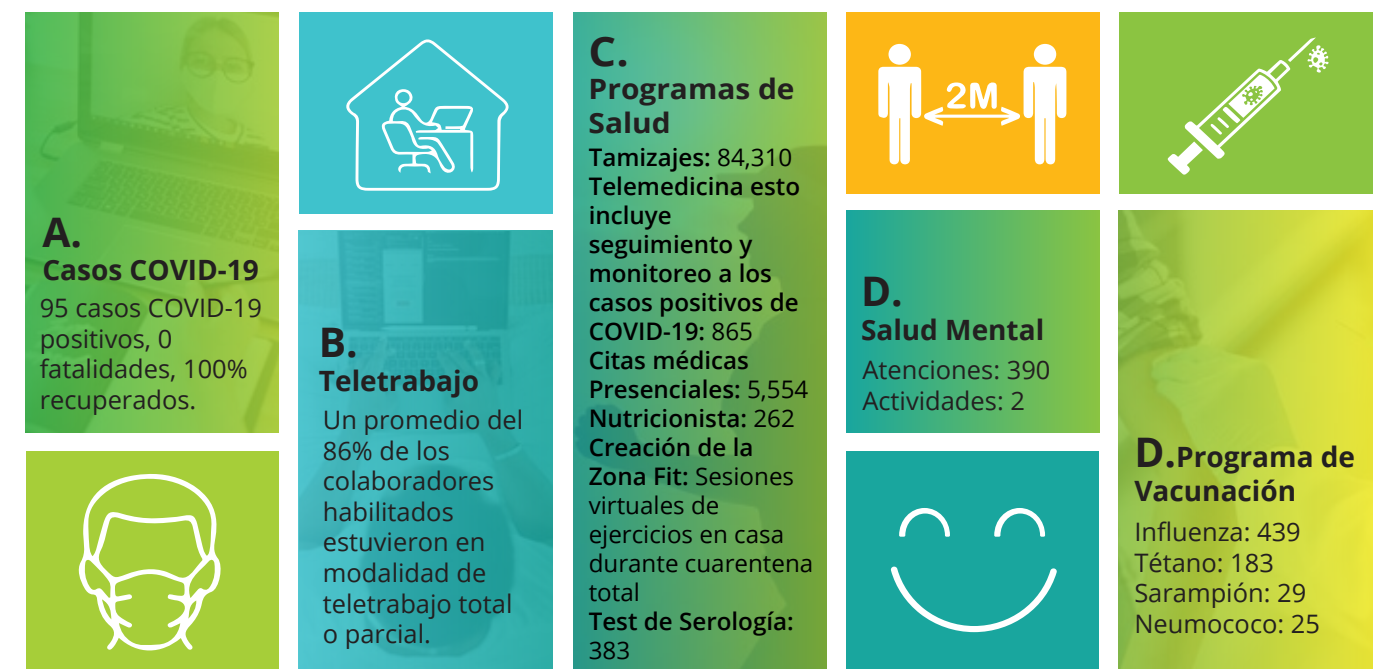 A.
Casos COVID-19
95 casos COVID-19
positivos, 0
fatalidades, 100%
recuperados.
B.
Teletrabajo
Un promedio del
86% de los
colaboradores
habilitados
estuvieron en
modalidad de
teletrabajo total
o parcial.
C.
Programas de
Salud
Tamizajes: 84,310
Telemedicina esto
incluye
seguimiento y
monitoreo a los
casos positivos de
COVID-19: 865
Citas médicas
Presenciales: 5,554
Nutricionista: 262
Creación de la
Zona Fit: Sesiones
virtuales de
ejercicios en casa
durante cuarentena
total
Test de Serología:
383
2M
D.
Salud Mental
Atenciones: 390
Actividades: 2
D.Programa de
Vacunación
Influenza: 439
Tétano: 183
Sarampión: 29
Neumococo: 25